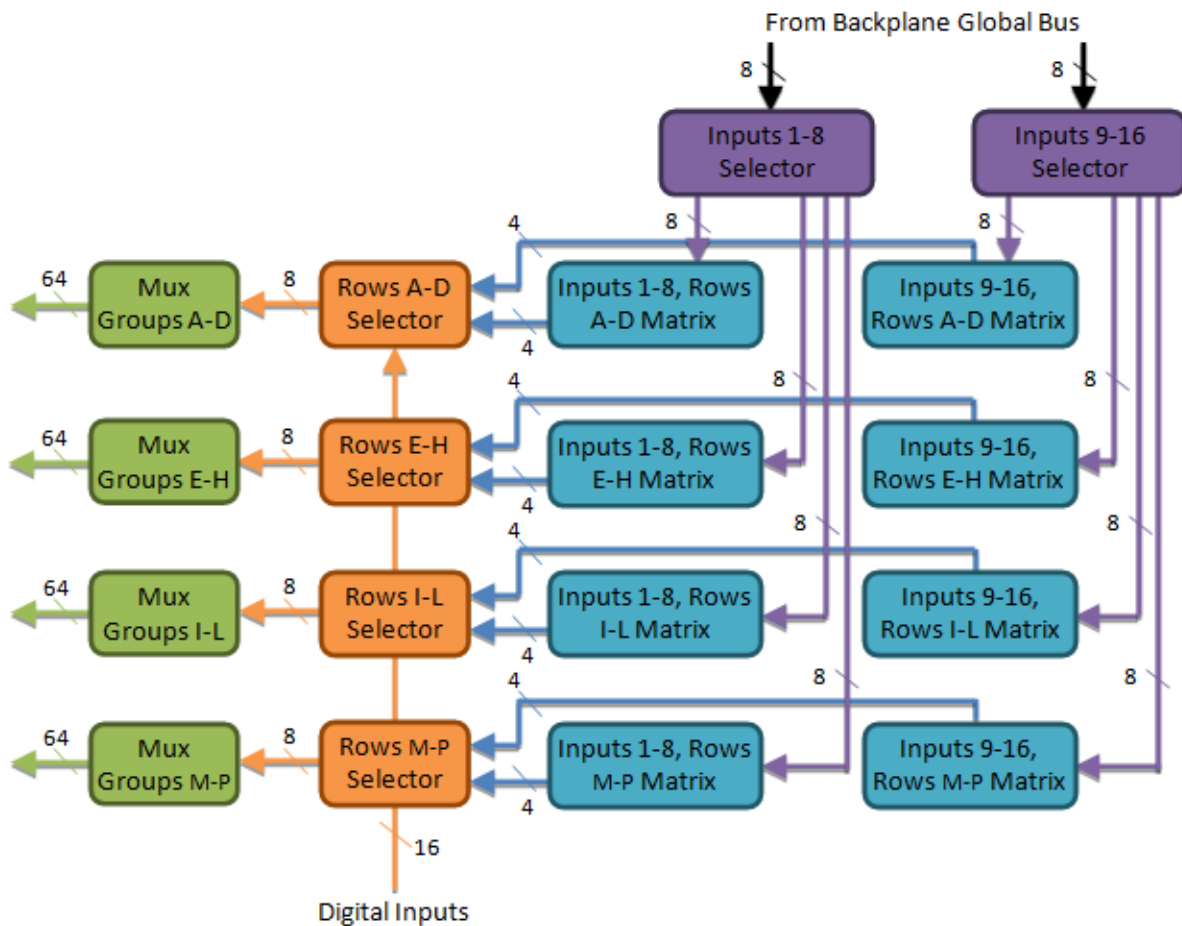 From Backplane Global Bus
8
8
Inputs 1-8
Selector
Inputs 9-16
Selector
8
8
4
64
8
Mux
Groups A-D
Rows A-D
Selector
4
Inputs 1-8, Rows
A-D Matrix
Inputs 9-16,
Rows A-D Matrix
8
8
4
64
8
Mux
Groups E-H
Rows E-H
Selector
4
Inputs 1-8, Rows
E-H Matrix
Inputs 9-16,
Rows E-H Matrix
8
8
4
64
8
Mux
Groups I-L
Rows I-L
Selector
4
Inputs 1-8, Rows
I-L Matrix
Inputs 9-16,
Rows I-L Matrix
8
8
4
64
8
Mux
Groups M-P
Rows M-P
Selector
4
Inputs 1-8, Rows
M-P Matrix
Inputs 9-16,
Rows M-P Matrix
16
Digital Inputs